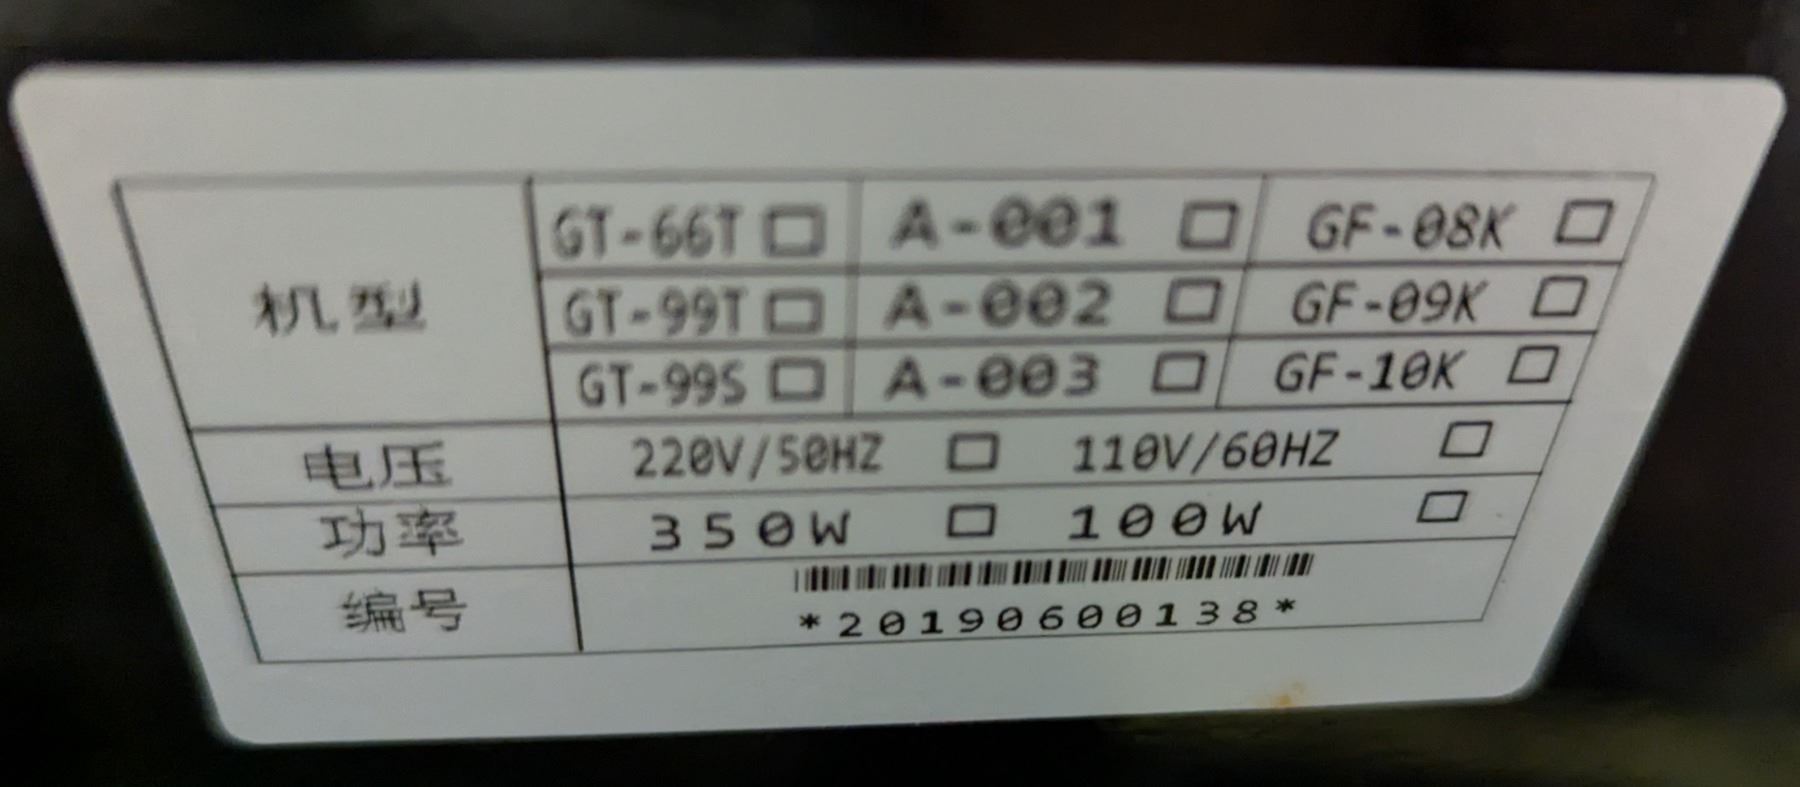 机型
GT-66T □ A-001 □ GF-08K □
GT-99T □ A-002 □ GF-09K □
GT-99S □ A-003 □ GF-10K □
电压 220V/50HZ □ 110V/60HZ □
功率 350W □ 100W □
编号 *20190600138*